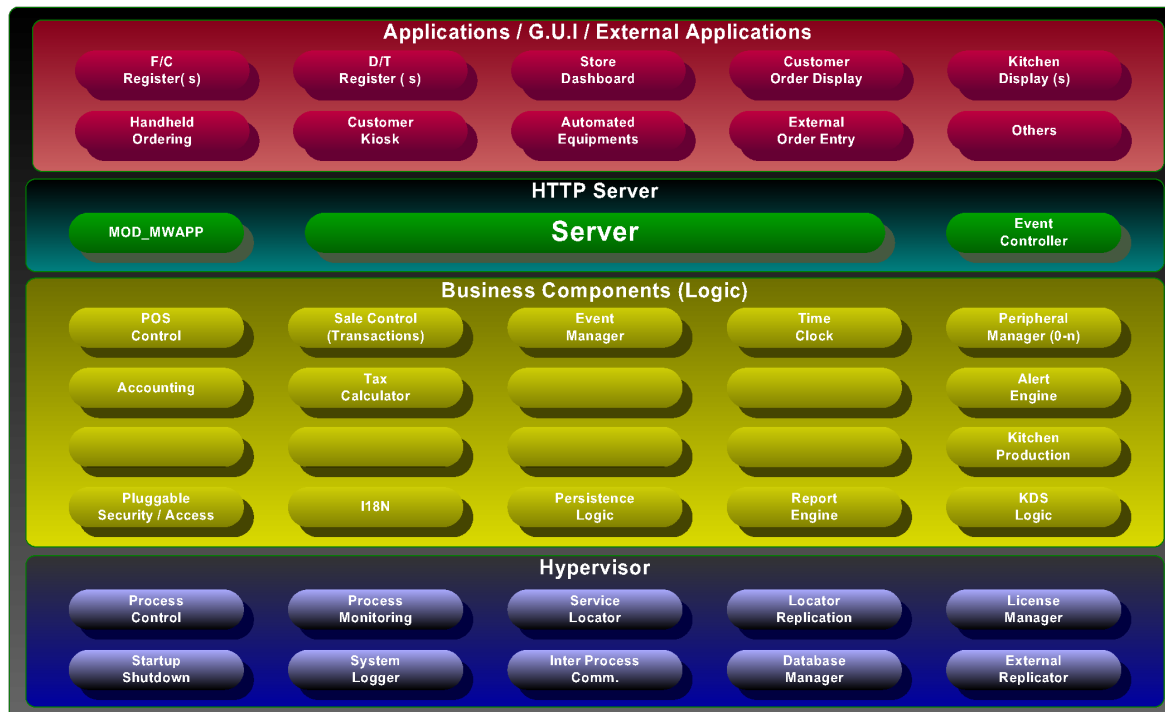 Applications / G.U.I / External Applications
F/C
Register( s)
D/T
Register ( s)
Store
Dashboard
Customer
Order Display
Kitchen
Display (s)
Handheld
Ordering
Customer
Kiosk
Automated
Equipments
External
Order Entry
Others
HTTP Server
MOD_MWAPP
Server
Event
Controller
Business Components (Logic)
POS
Control
Sale Control
(Transactions)
Event
Manager
Time
Clock
Peripheral
Manager (0-n)
Accounting
Tax
Calculator
Alert
Engine
Kitchen
Production
Pluggable
Security / Access
I18N
Persistence
Logic
Report
Engine
KDS
Logic
Hypervisor
Process
Control
Process
Monitoring
Service
Locator
Locator
Replication
License
Manager
Startup
Shutdown
System
Logger
Inter Process
Comm.
Database
Manager
External
Replicator